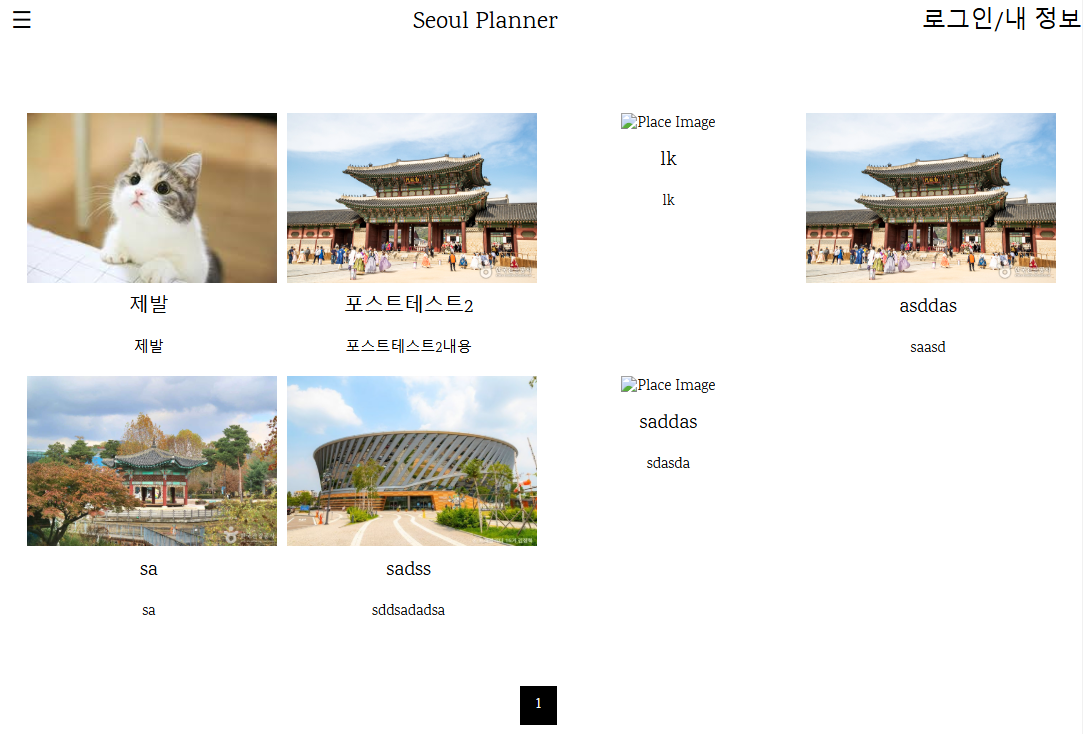 ☰ Seoul Planner 로그인/내 정보
Place Image
제발
포스트테스트2
lk
asddas
제발
포스트테스트2내용
lk
saasd
Place Image
sa
sadss
saddas
sa
sddsadadsa
sdasda
1